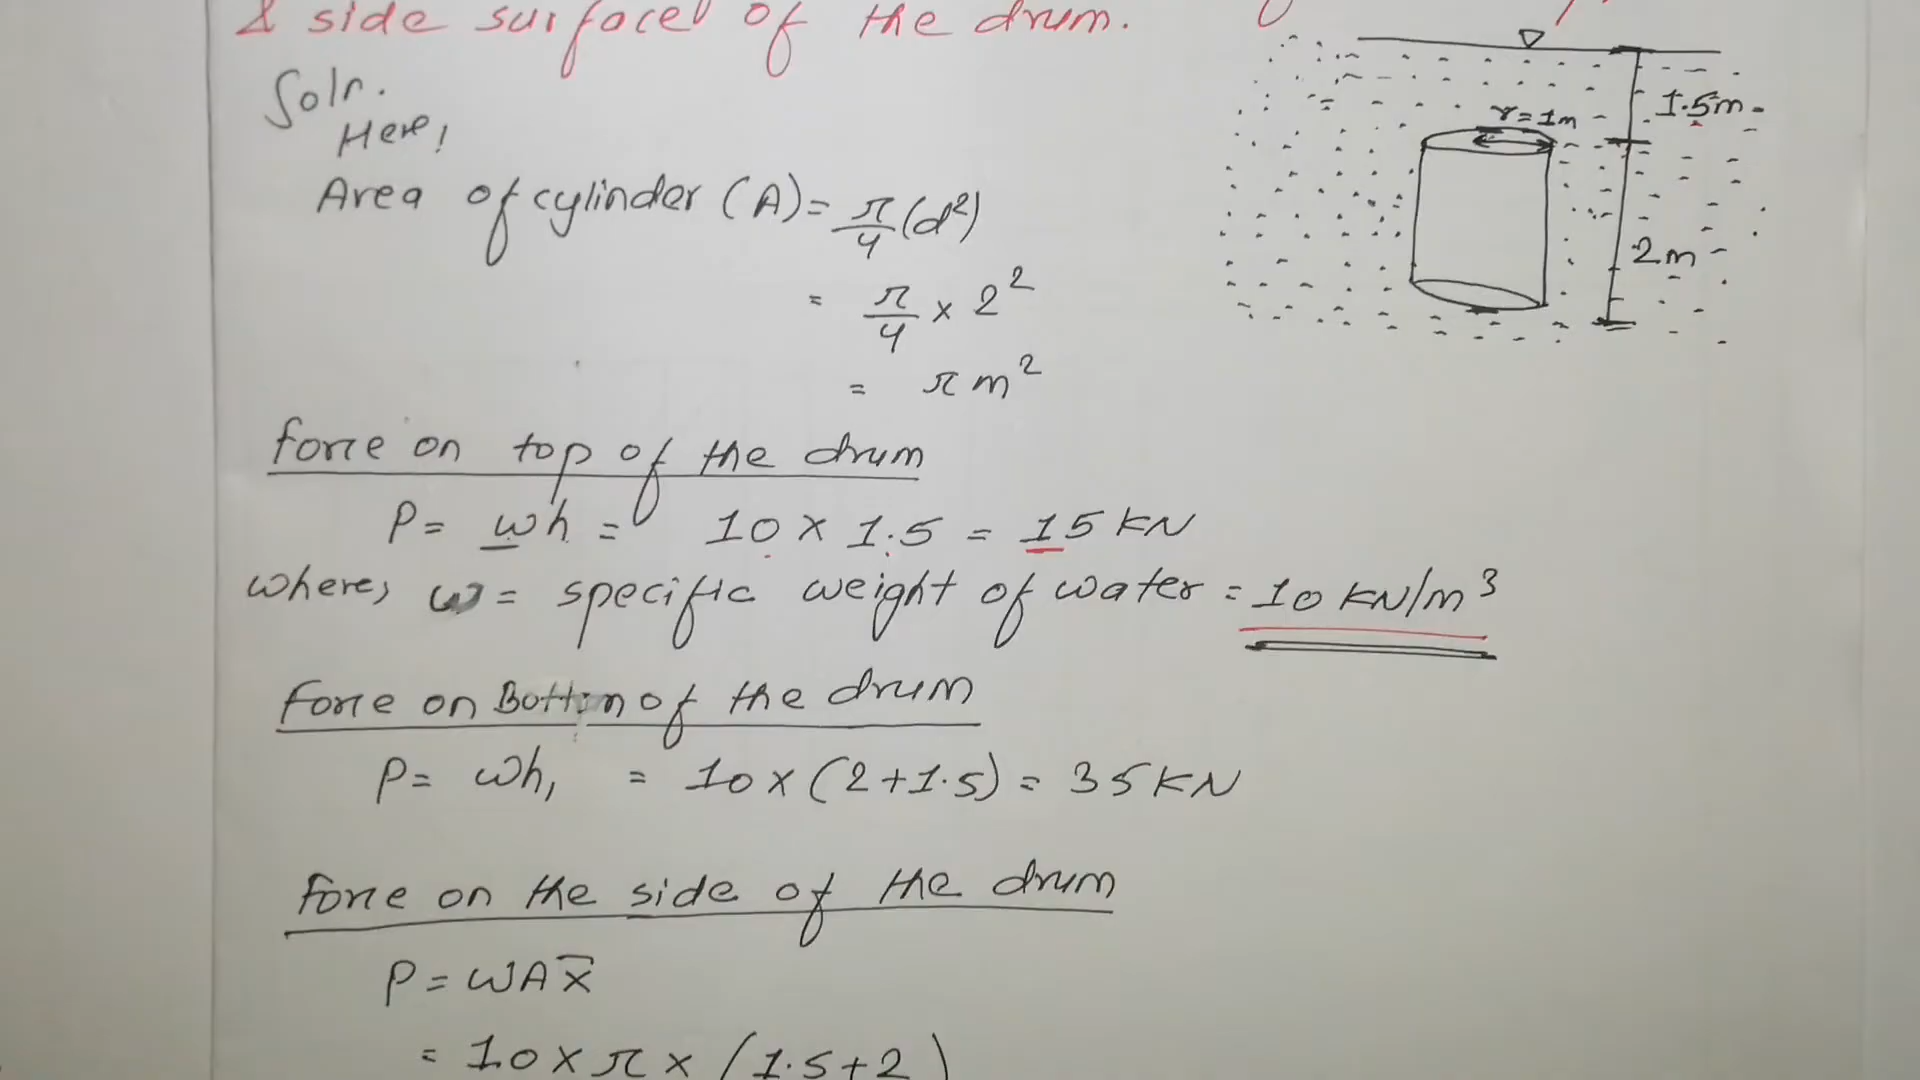 & side surface of the drum.
Soln.
Here,
Area of cylinder (A) = π/4 (d²)
= π/4 × 2²
= π m²
force on top of the drum
P = wh = 10 × 1.5 = 15 KN
where, w = specific weight of water = 10 KN/m³
Force on Bottom of the drum
P = wh, = 10 × (2+1.5) = 35 KN
Force on the side of the drum
P = WAx̅
= 10 × π × (1.5+2)
r = 1m
1.5m
2m